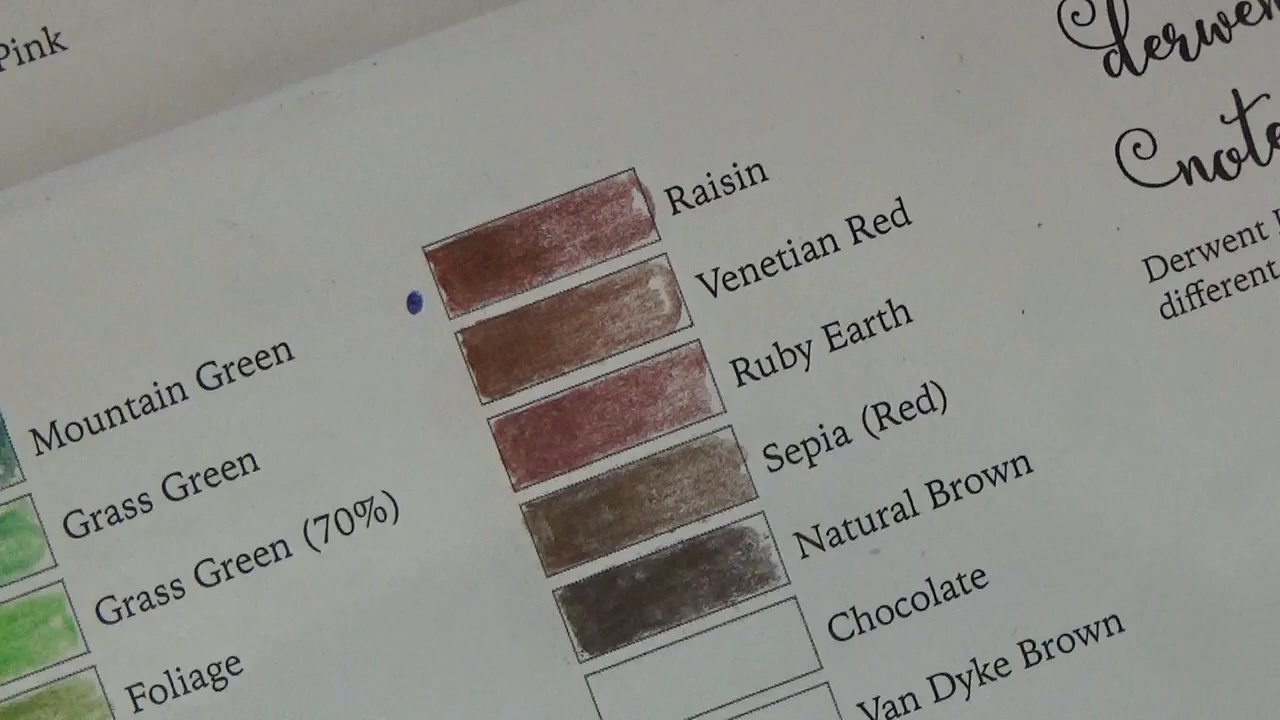 Pink
Mountain Green
Grass Green
Grass Green (70%)
Foliage
Raisin
Venetian Red
Ruby Earth
Sepia (Red)
Natural Brown
Chocolate
Van Dyke Brown
Derwent
different